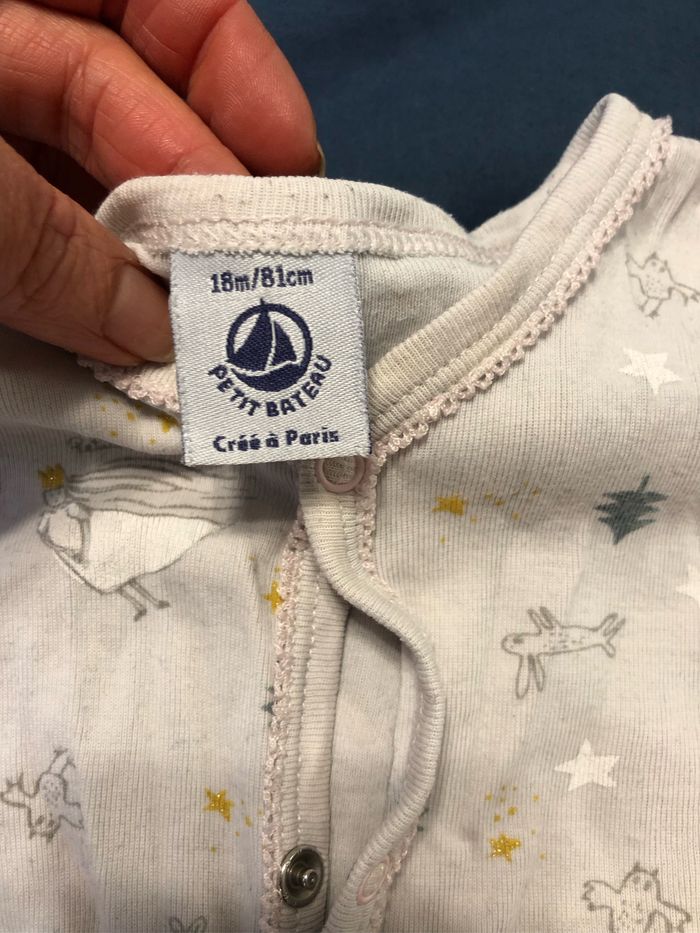 18m/81cm
PETIT BATEAU
Créé à Paris